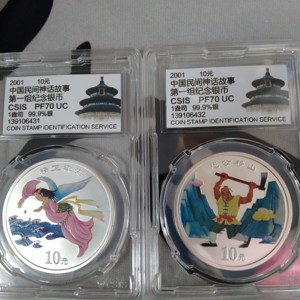 2001 10元
中国民间神话故事
第一组纪念银币
CSIS PF70 UC
1盎司 99.9%银
139106431
COIN STAMP IDENTIFICATION SERVICE
10元
2001 10元
中国民间神话故事
第一组纪念银币
CSIS PF70 UC
1盎司 99.9%银
139106432
COIN STAMP IDENTIFICATION SERVICE
10元